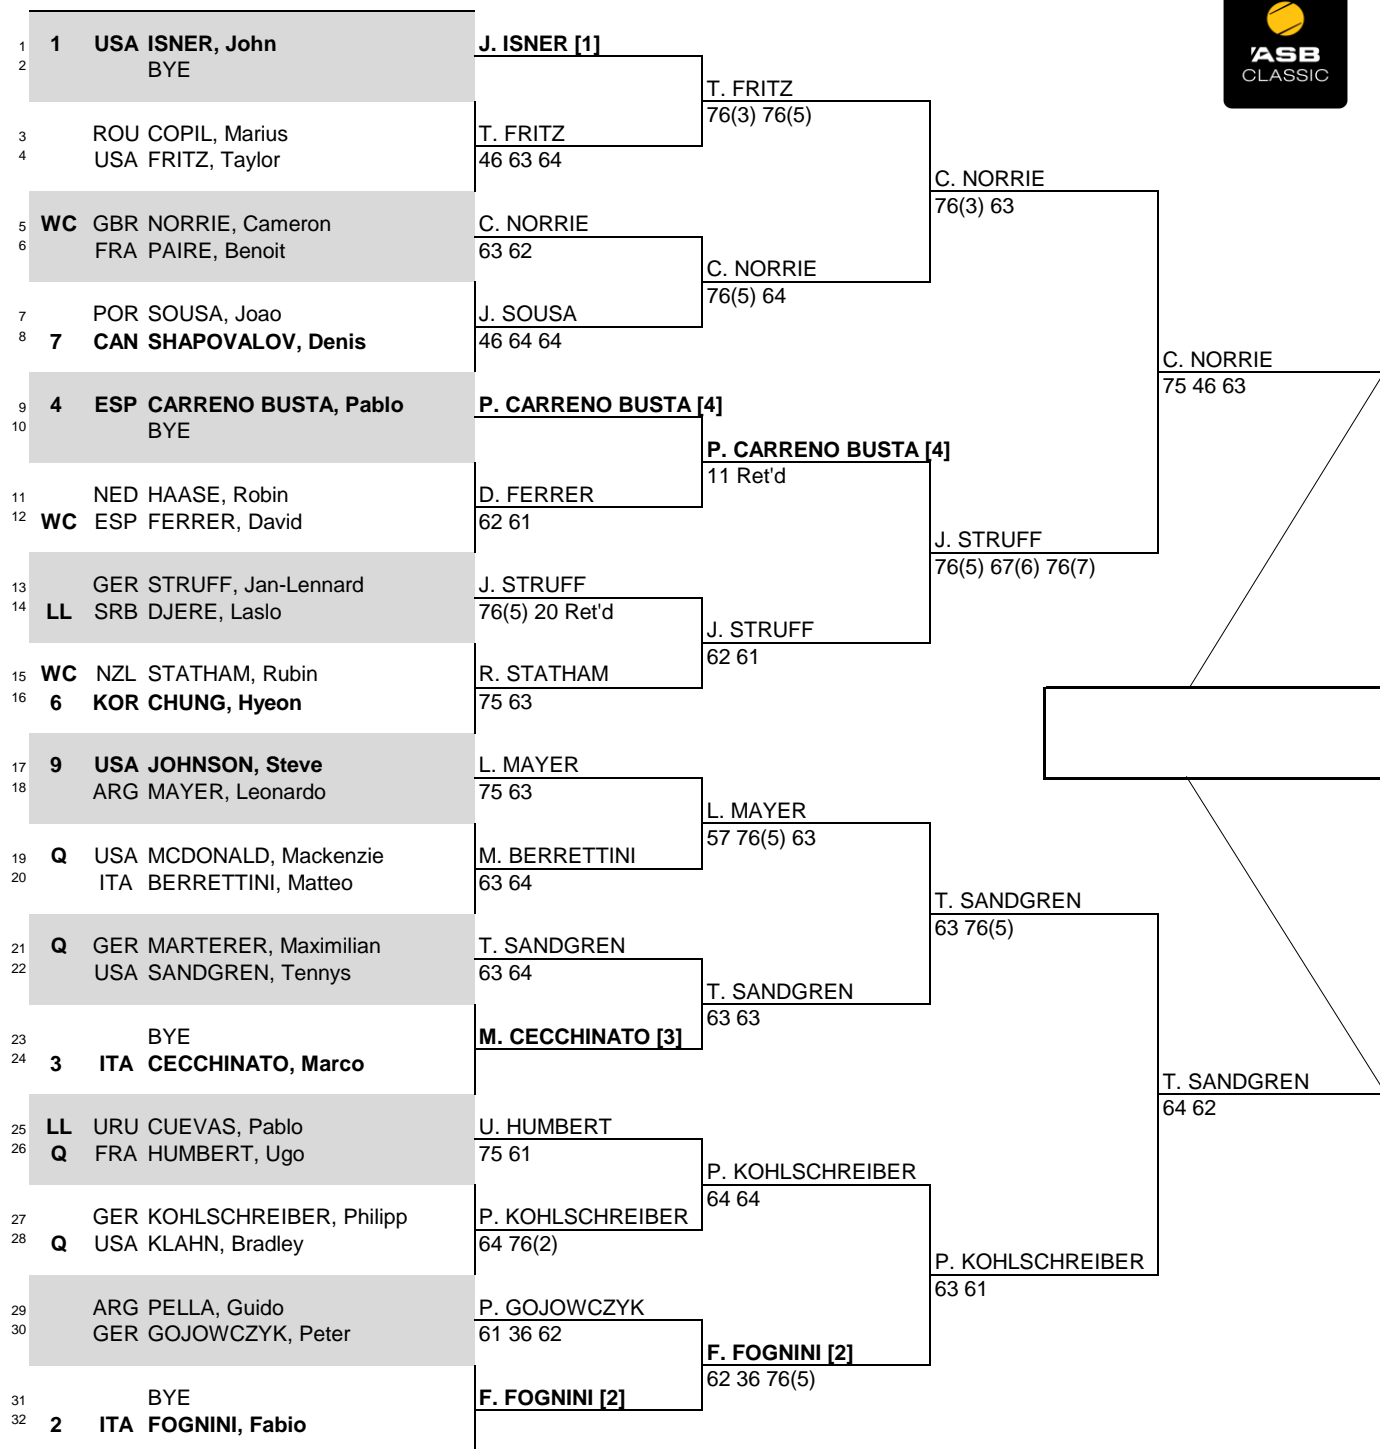 ASB
CLASSIC
1 1 USA ISNER, John
2 BYE
3 ROU COPIL, Marius
4 USA FRITZ, Taylor
5 WC GBR NORRIE, Cameron
6 FRA PAIRE, Benoit
7 POR SOUSA, Joao
8 7 CAN SHAPOVALOV, Denis
9 4 ESP CARRENO BUSTA, Pablo
10 BYE
11 NED HAASE, Robin
12 WC ESP FERRER, David
13 GER STRUFF, Jan-Lennard
14 LL SRB DJERE, Laslo
15 WC NZL STATHAM, Rubin
16 6 KOR CHUNG, Hyeon
17 9 USA JOHNSON, Steve
18 ARG MAYER, Leonardo
19 Q USA MCDONALD, Mackenzie
20 ITA BERRETTINI, Matteo
21 Q GER MARTERER, Maximilian
22 USA SANDGREN, Tennys
23 BYE
24 3 ITA CECCHINATO, Marco
25 LL URU CUEVAS, Pablo
26 Q FRA HUMBERT, Ugo
27 GER KOHLSCHREIBER, Philipp
28 Q USA KLAHN, Bradley
29 ARG PELLA, Guido
30 GER GOJOWCZYK, Peter
31 BYE
32 2 ITA FOGNINI, Fabio
J. ISNER [1]
T. FRITZ
46 63 64
C. NORRIE
63 62
J. SOUSA
46 64 64
P. CARRENO BUSTA [4]
D. FERRER
62 61
J. STRUFF
76(5) 20 Ret'd
R. STATHAM
75 63
L. MAYER
75 63
M. BERRETTINI
63 64
T. SANDGREN
63 64
M. CECCHINATO [3]
U. HUMBERT
75 61
P. KOHLSCHREIBER
64 76(2)
P. GOJOWCZYK
61 36 62
F. FOGNINI [2]
T. FRITZ
76(3) 76(5)
C. NORRIE
76(5) 64
P. CARRENO BUSTA [4]
11 Ret'd
J. STRUFF
62 61
L. MAYER
57 76(5) 63
T. SANDGREN
63 63
P. KOHLSCHREIBER
64 64
F. FOGNINI [2]
62 36 76(5)
C. NORRIE
76(3) 63
J. STRUFF
76(5) 67(6) 76(7)
T. SANDGREN
63 76(5)
P. KOHLSCHREIBER
63 61
C. NORRIE
75 46 63
T. SANDGREN
64 62